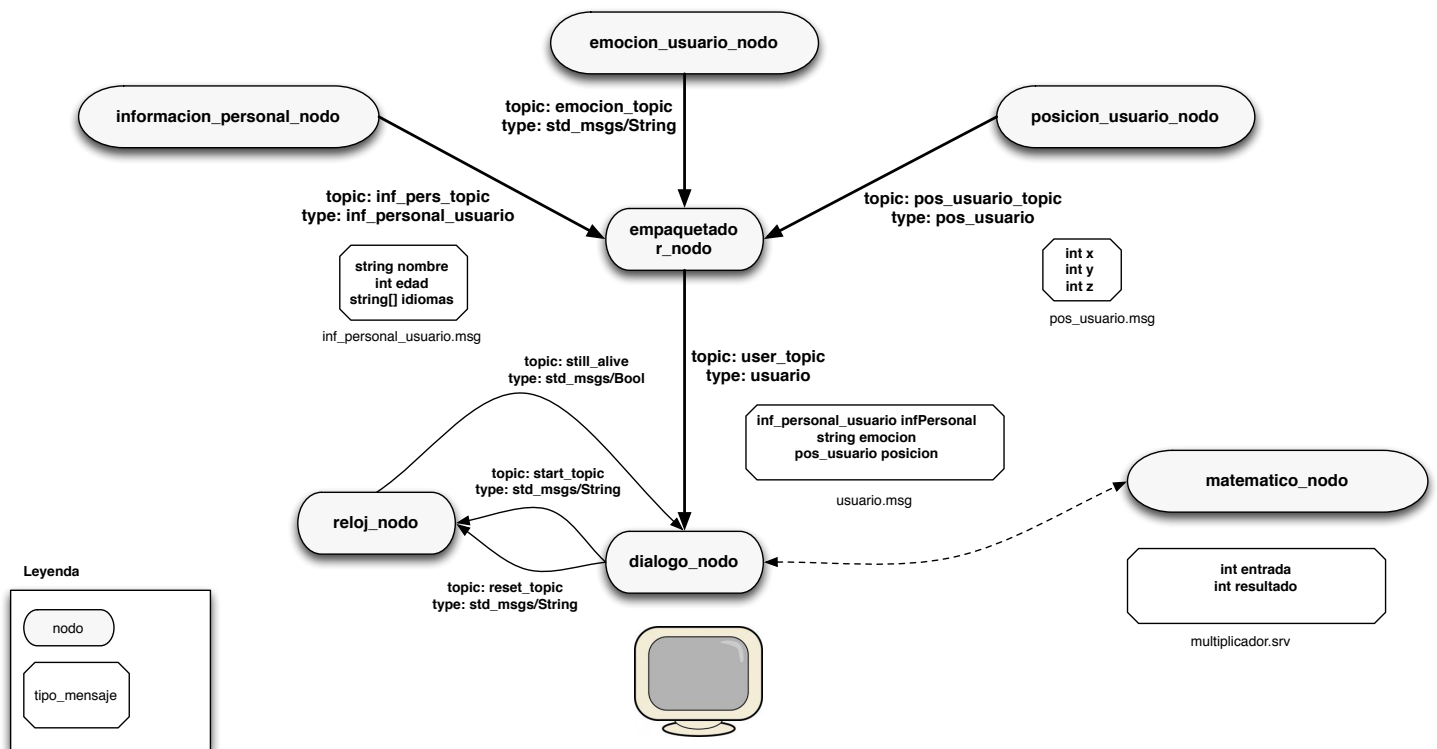 emocion_usuario_nodo
informacion_personal_nodo
topic: emocion_topic
type: std_msgs/String
posicion_usuario_nodo
topic: inf_pers_topic
type: inf_personal_usuario
topic: pos_usuario_topic
type: pos_usuario
empaquetado
r_nodo
string nombre
int edad
string[] idiomas
inf_personal_usuario.msg
int x
int y
int z
pos_usuario.msg
topic: still_alive
type: std_msgs/Bool
topic: user_topic
type: usuario
inf_personal_usuario infPersonal
string emocion
pos_usuario posicion
usuario.msg
topic: start_topic
type: std_msgs/String
reloj_nodo
matematico_nodo
dialogo_nodo
topic: reset_topic
type: std_msgs/String
int entrada
int resultado
multiplicador.srv
Leyenda
nodo
tipo_mensaje